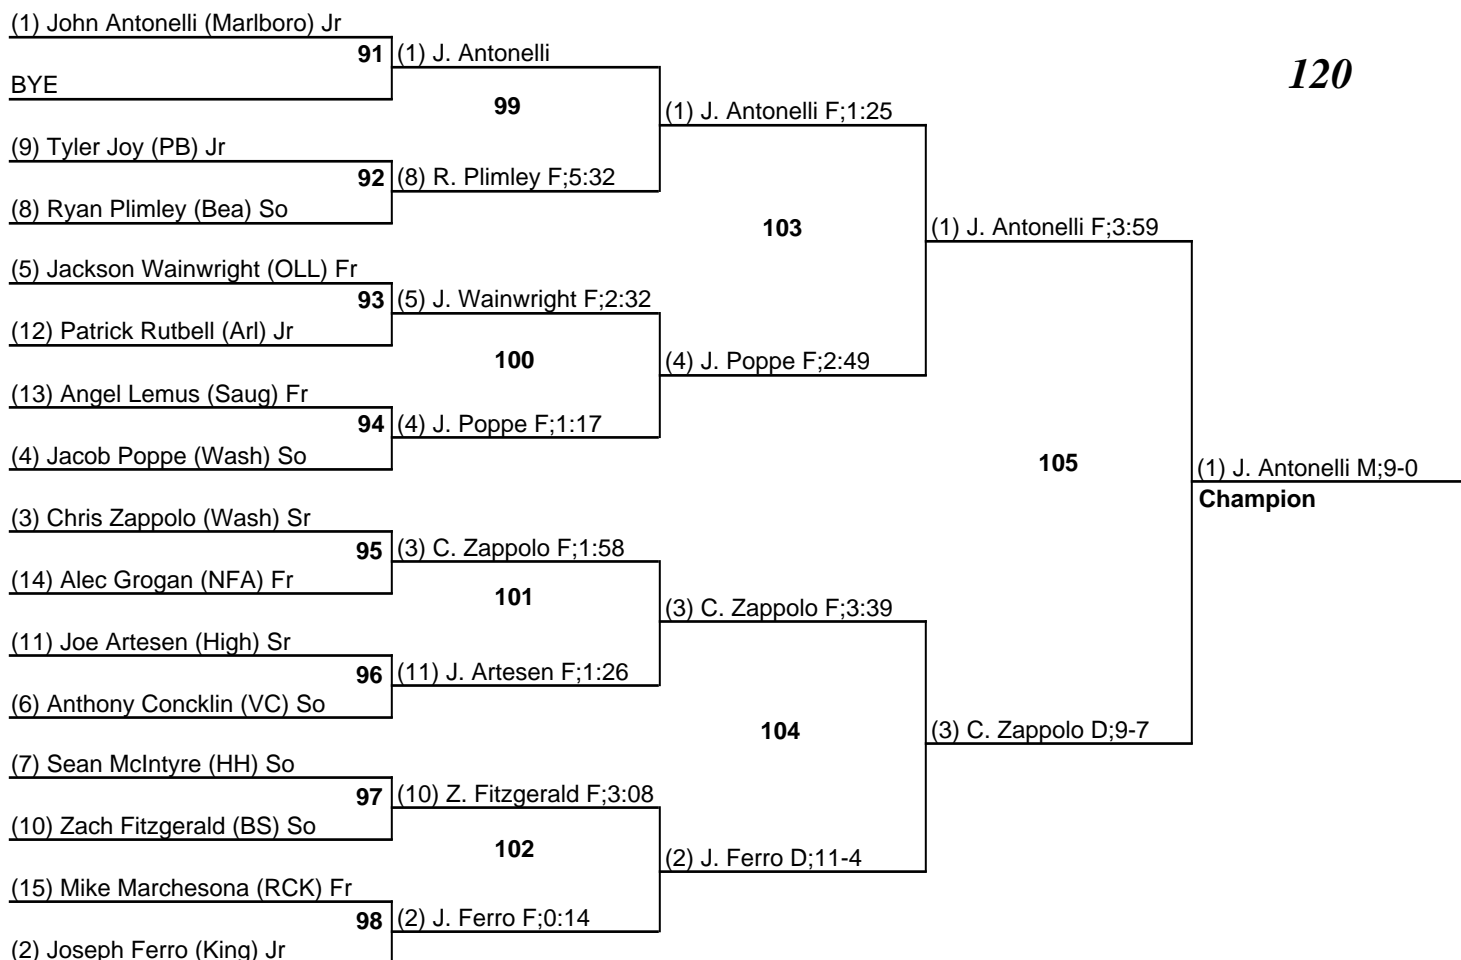 (1) John Antonelli (Marlboro) Jr
91
(1) J. Antonelli
BYE
120
99
(1) J. Antonelli F;1:25
(9) Tyler Joy (PB) Jr
92
(8) R. Plimley F;5:32
(8) Ryan Plimley (Bea) So
103
(1) J. Antonelli F;3:59
(5) Jackson Wainwright (OLL) Fr
93
(5) J. Wainwright F;2:32
(12) Patrick Rutbell (Arl) Jr
100
(4) J. Poppe F;2:49
(13) Angel Lemus (Saug) Fr
94
(4) J. Poppe F;1:17
(4) Jacob Poppe (Wash) So
105
(1) J. Antonelli M;9-0
Champion
(3) Chris Zappolo (Wash) Sr
95
(3) C. Zappolo F;1:58
(14) Alec Grogan (NFA) Fr
101
(3) C. Zappolo F;3:39
(11) Joe Artesen (High) Sr
96
(11) J. Artesen F;1:26
(6) Anthony Concklin (VC) So
104
(3) C. Zappolo D;9-7
(7) Sean McIntyre (HH) So
97
(10) Z. Fitzgerald F;3:08
(10) Zach Fitzgerald (BS) So
102
(2) J. Ferro D;11-4
(15) Mike Marchesona (RCK) Fr
98
(2) J. Ferro F;0:14
(2) Joseph Ferro (King) Jr